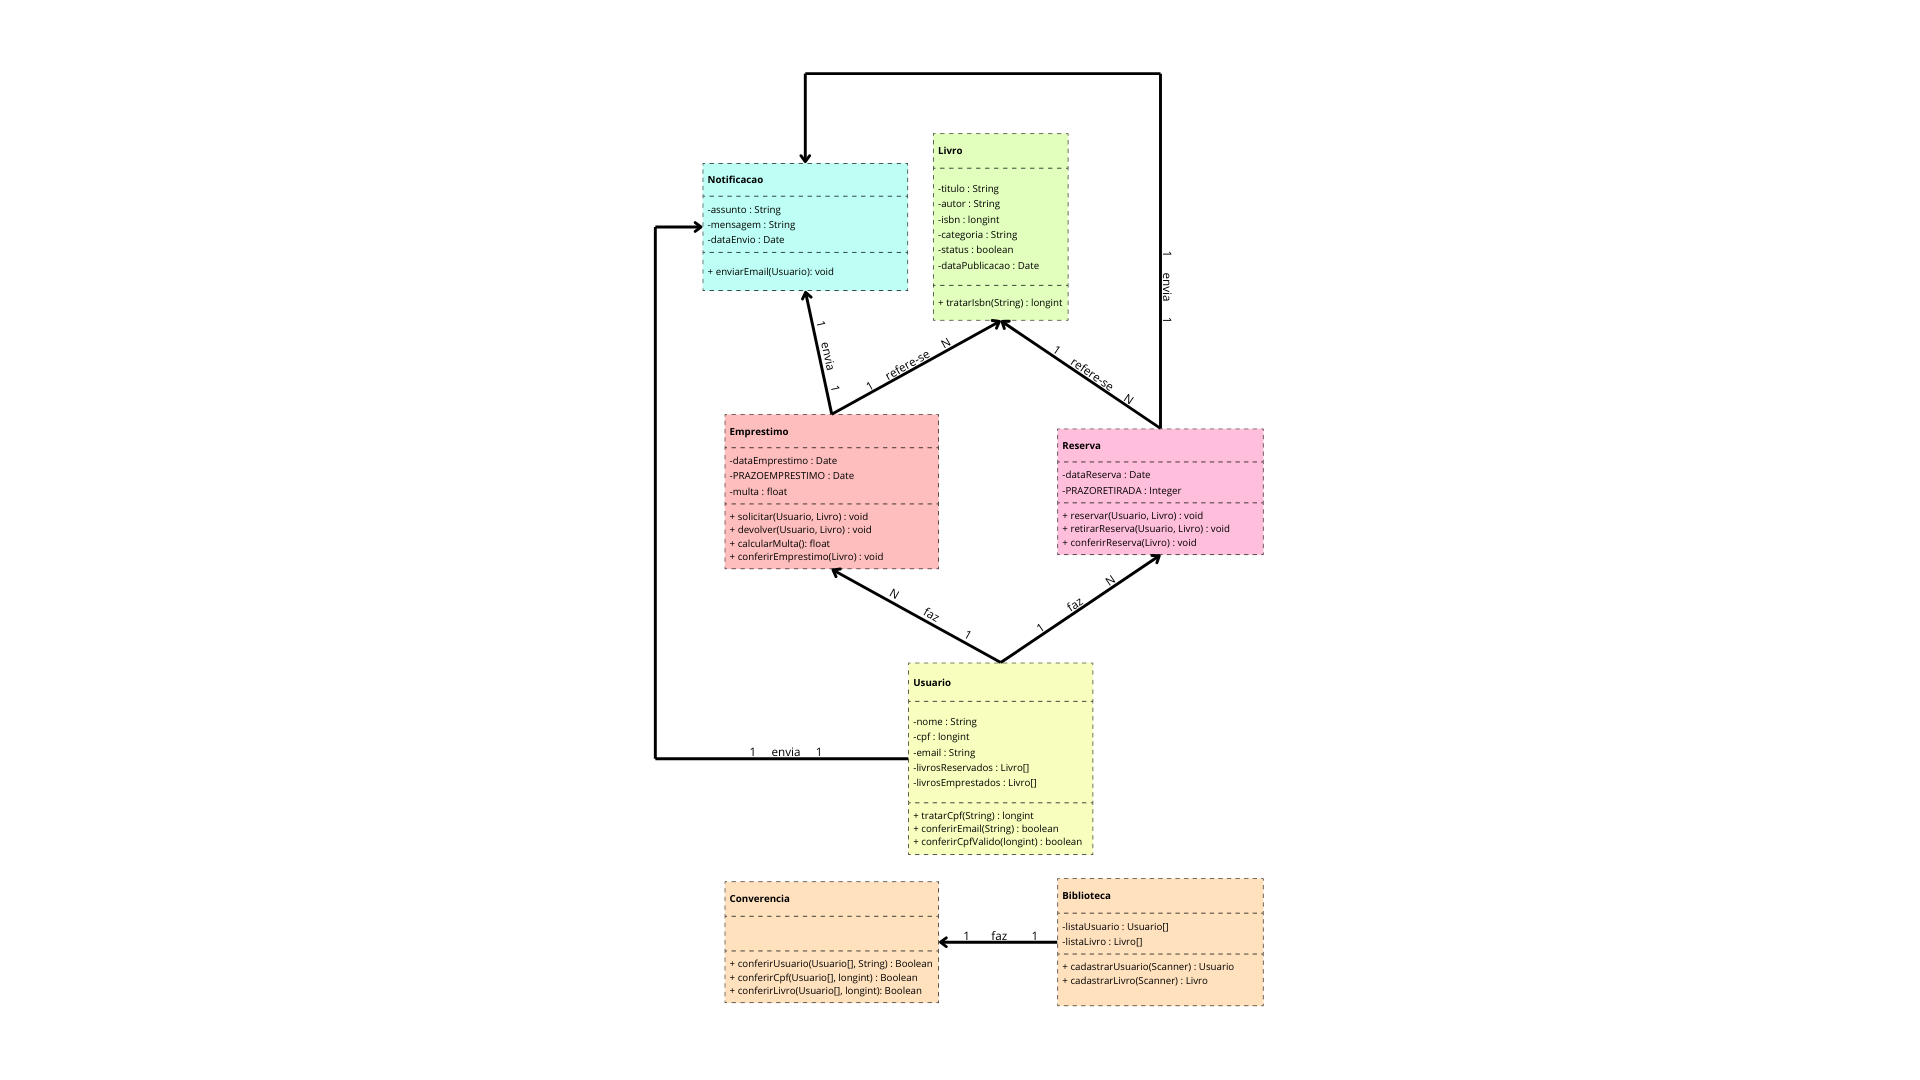 Notificacao
-assunto : String
-mensagem : String
-dataEnvio : Date
+ enviarEmail(Usuario): void
Livro
-titulo : String
-autor : String
-isbn : longint
-categoria : String
-status : boolean
-dataPublicacao : Date
+ tratarIsbn(String) : longint
1 envia 1
1 envia 1
1 refere-se N
1 refere-se N
Emprestimo
-dataEmprestimo : Date
-PRAZOEMPRESTIMO : Date
-multa : float
+ solicitar(Usuario, Livro) : void
+ devolver(Usuario, Livro) : void
+ calcularMulta(): float
+ conferirEmprestimo(Livro) : void
Reserva
-dataReserva : Date
-PRAZORETIRADA : Integer
+ reservar(Usuario, Livro) : void
+ retirarReserva(Usuario, Livro) : void
+ conferirReserva(Livro) : void
N faz 1
1 faz N
Usuario
-nome : String
-cpf : longint
-email : String
-livrosReservados : Livro[]
-livrosEmprestados : Livro[]
+ tratarCpf(String) : longint
+ conferirEmail(String) : boolean
+ conferirCpfValido(longint) : boolean
1 envia 1
Converencia
+ conferirUsuario(Usuario[], String) : Boolean
+ conferirCpf(Usuario[], longint) : Boolean
+ conferirLivro(Usuario[], longint): Boolean
1 faz 1
Biblioteca
-listaUsuario : Usuario[]
-listaLivro : Livro[]
+ cadastrarUsuario(Scanner) : Usuario
+ cadastrarLivro(Scanner) : Livro